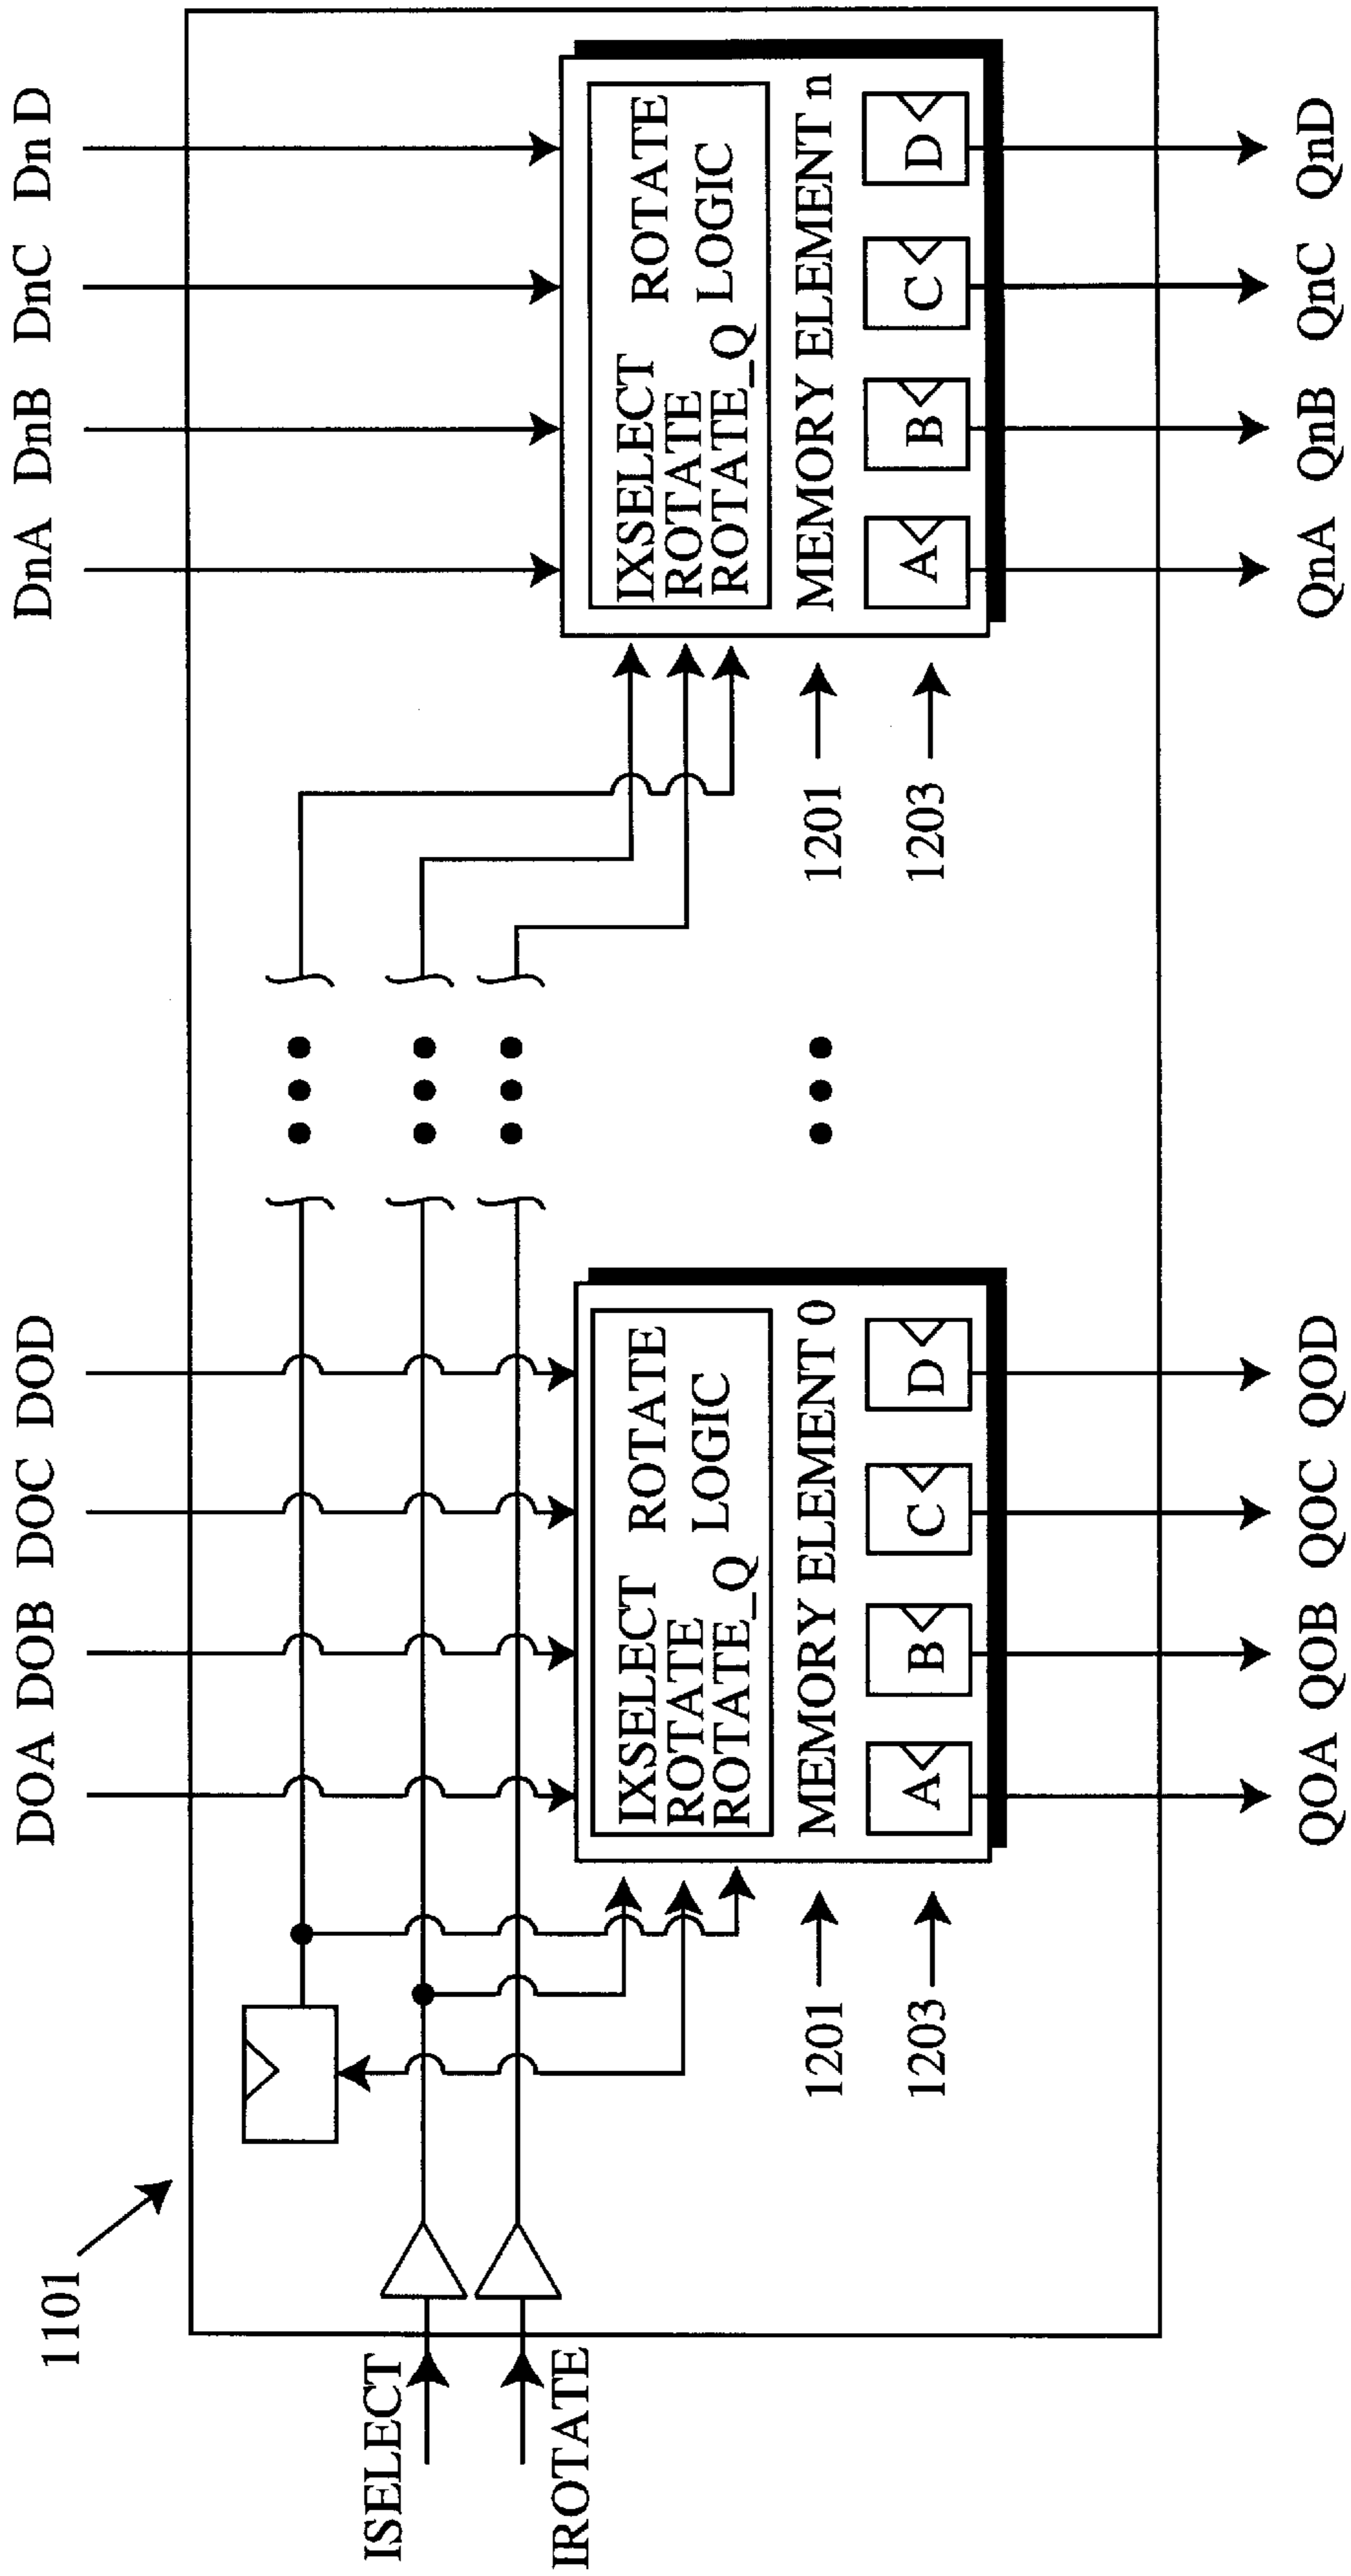 1101
DOA DOB DOC DOD
DnA DnB DnC Dn D
ISELECT
IROTATE
IXSELECT
ROTATE
ROTATE_Q
ROTATE
LOGIC
MEMORY ELEMENT 0
A B C D
1201
1203
IXSELECT
ROTATE
ROTATE_Q
ROTATE
LOGIC
MEMORY ELEMENT n
A B C D
1201
1203
QOA QOB QOC QOD
QnA QnB QnC QnD